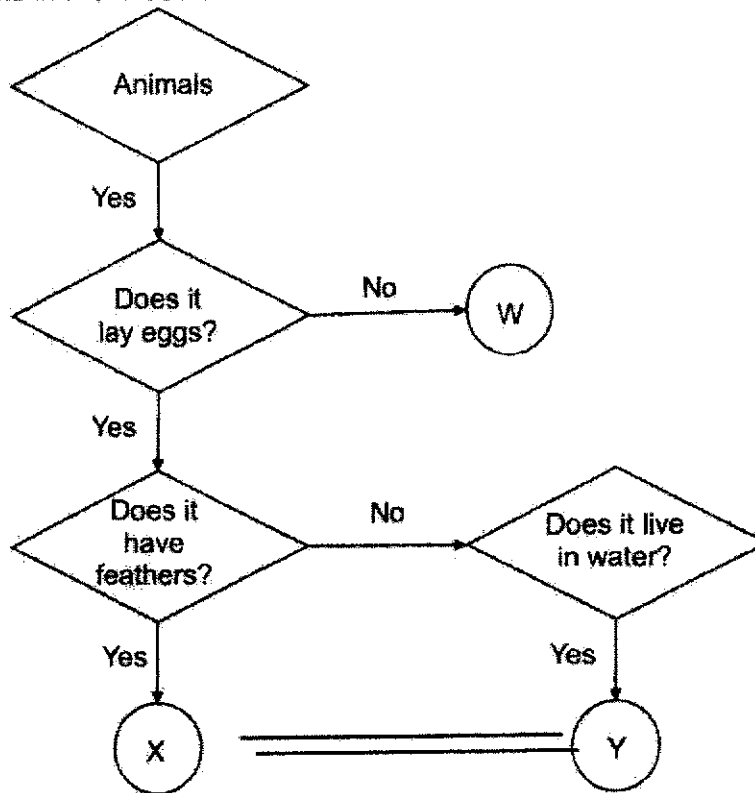 Animals
Yes
Does it
lay eggs?
No
W
Yes
Does it
have
feathers?
No
Does it live
in water?
Yes
Yes
X
Y